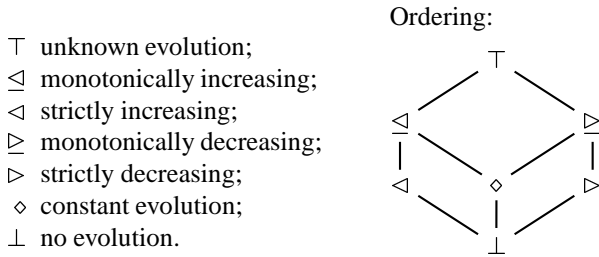 Ordering:
⊤ unknown evolution;
⊴ monotonically increasing;
◁ strictly increasing;
⊵ monotonically decreasing;
▷ strictly decreasing;
⋄ constant evolution;
⊥ no evolution.
⊤
⊴ ⊵
◁ ⋄ ▷
⊥